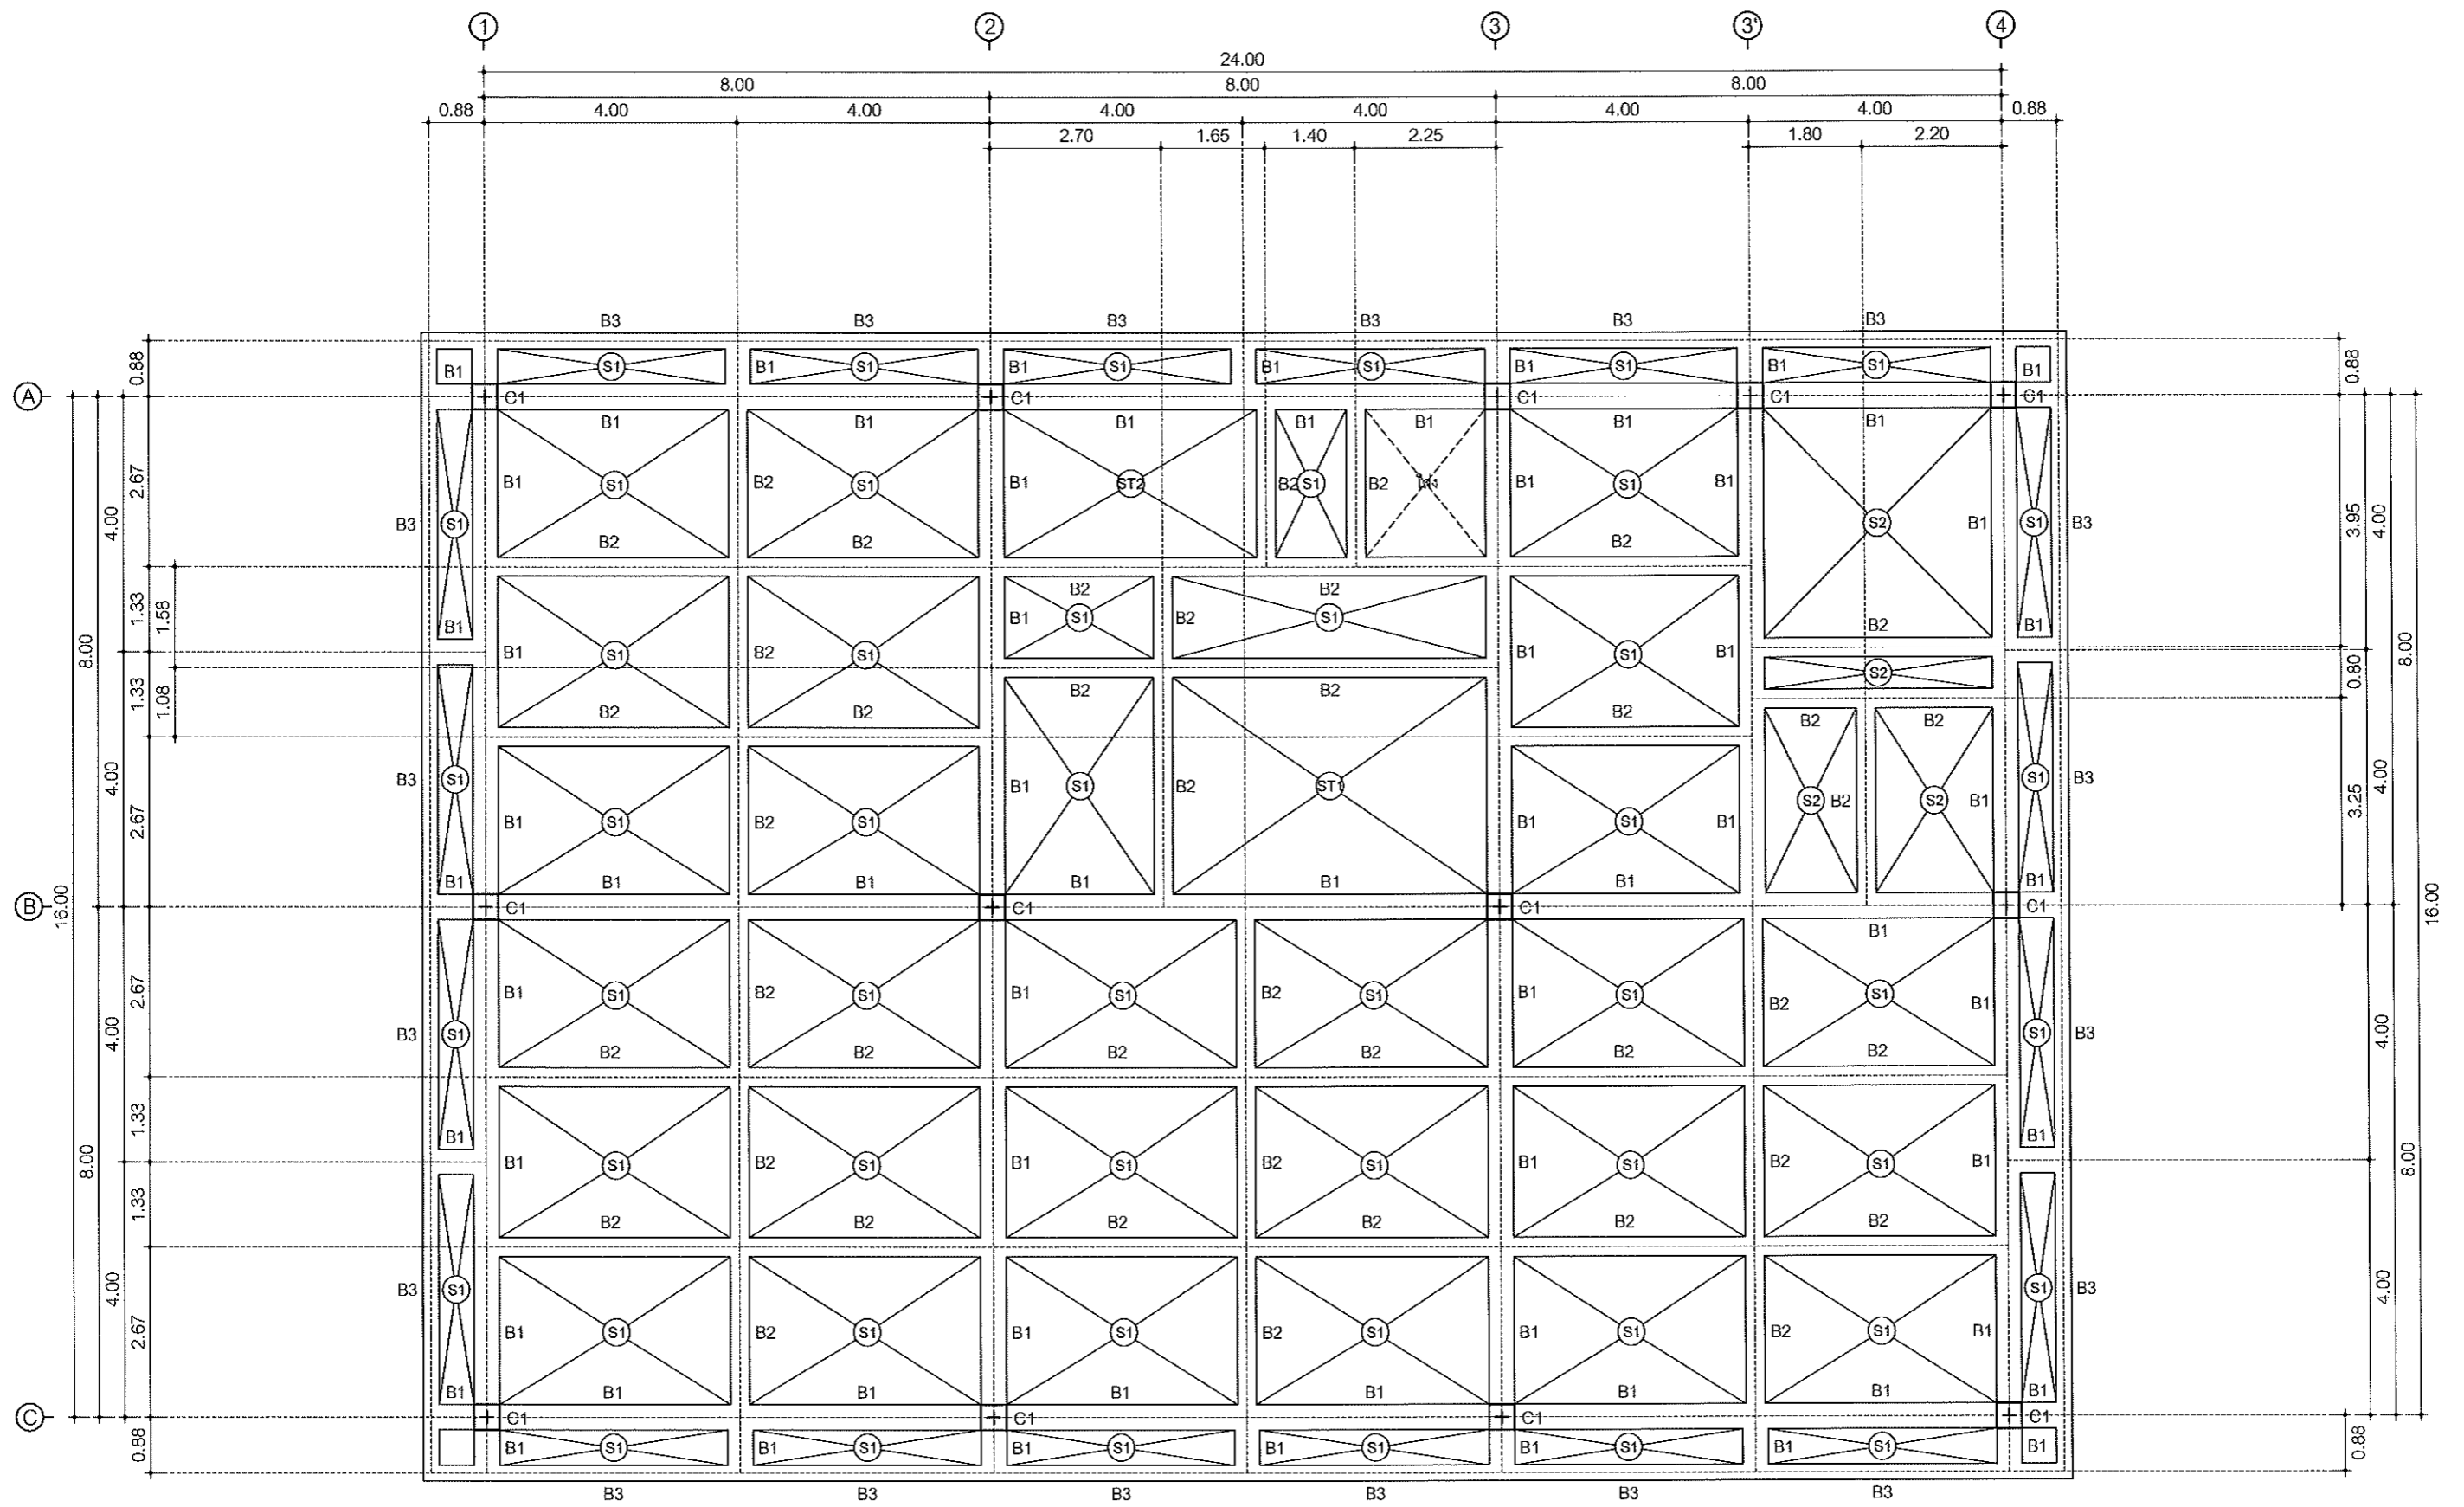 1 2 3 3' 4
24.00
8.00 8.00 8.00
0.88 4.00 4.00 4.00 4.00 4.00 4.00 0.88
2.70 1.65 1.40 2.25 1.80 2.20
B3 B3 B3 B3 B3 B3
0.88 B1 B1 S1 B1 S1 B1 S1 B1 S1 B1 S1 B1 S1 B1 0.88
A C1 C1 C1 C1 C1
B1 B1 B1 B1 B1 B1 B1
2.67 B1 S1 B2 S1 B1 ST2 B2 S1 B2 B1 S1 B1
4.00 B3 S1 S2 B1 S1 B3 3.95 4.00
B2 B2 B2
1.33 1.58 B1 B2 B2 B2 B1
B1 S1 B2 S1
8.00 B1 S1 B2 S1 B1 S1 B1 8.00
S2 0.80
1.33 1.08 B2 B2 B2 B2 B2 B2 B2
4.00 B3 S1 B1 S1 B2 ST1 S1 B3 4.00
2.67 B1 S1 B2 S1 B1 S1 B1 S2 B2 S2 B1 3.25
B1 B1 B1 B1 B1 B1 B1
16.00 B C1 C1 C1 C1 16.00
B1
2.67 B1 S1 B2 S1 B1 S1 B2 S1 B1 S1 B2 S1 B1
4.00 B3 S1 S1 B3 4.00
B2 B2 B2 B2 B2 B2
1.33 B1 B1
8.00 B1 S1 B2 S1 B1 S1 B2 S1 B1 S1 B2 S1 B1 8.00
1.33 B2 B2 B2 B2 B2 B2
4.00 B3 S1 S1 B3 4.00
2.67 B1 S1 B2 S1 B1 S1 B2 S1 B1 S1 B2 S1 B1
B1 B1 B1 B1 B1 B1 B1 B1
C C1 C1 C1 C1
0.88 B1 S1 B1 S1 B1 S1 B1 S1 B1 S1 B1 S1 B1 0.88
B3 B3 B3 B3 B3 B3